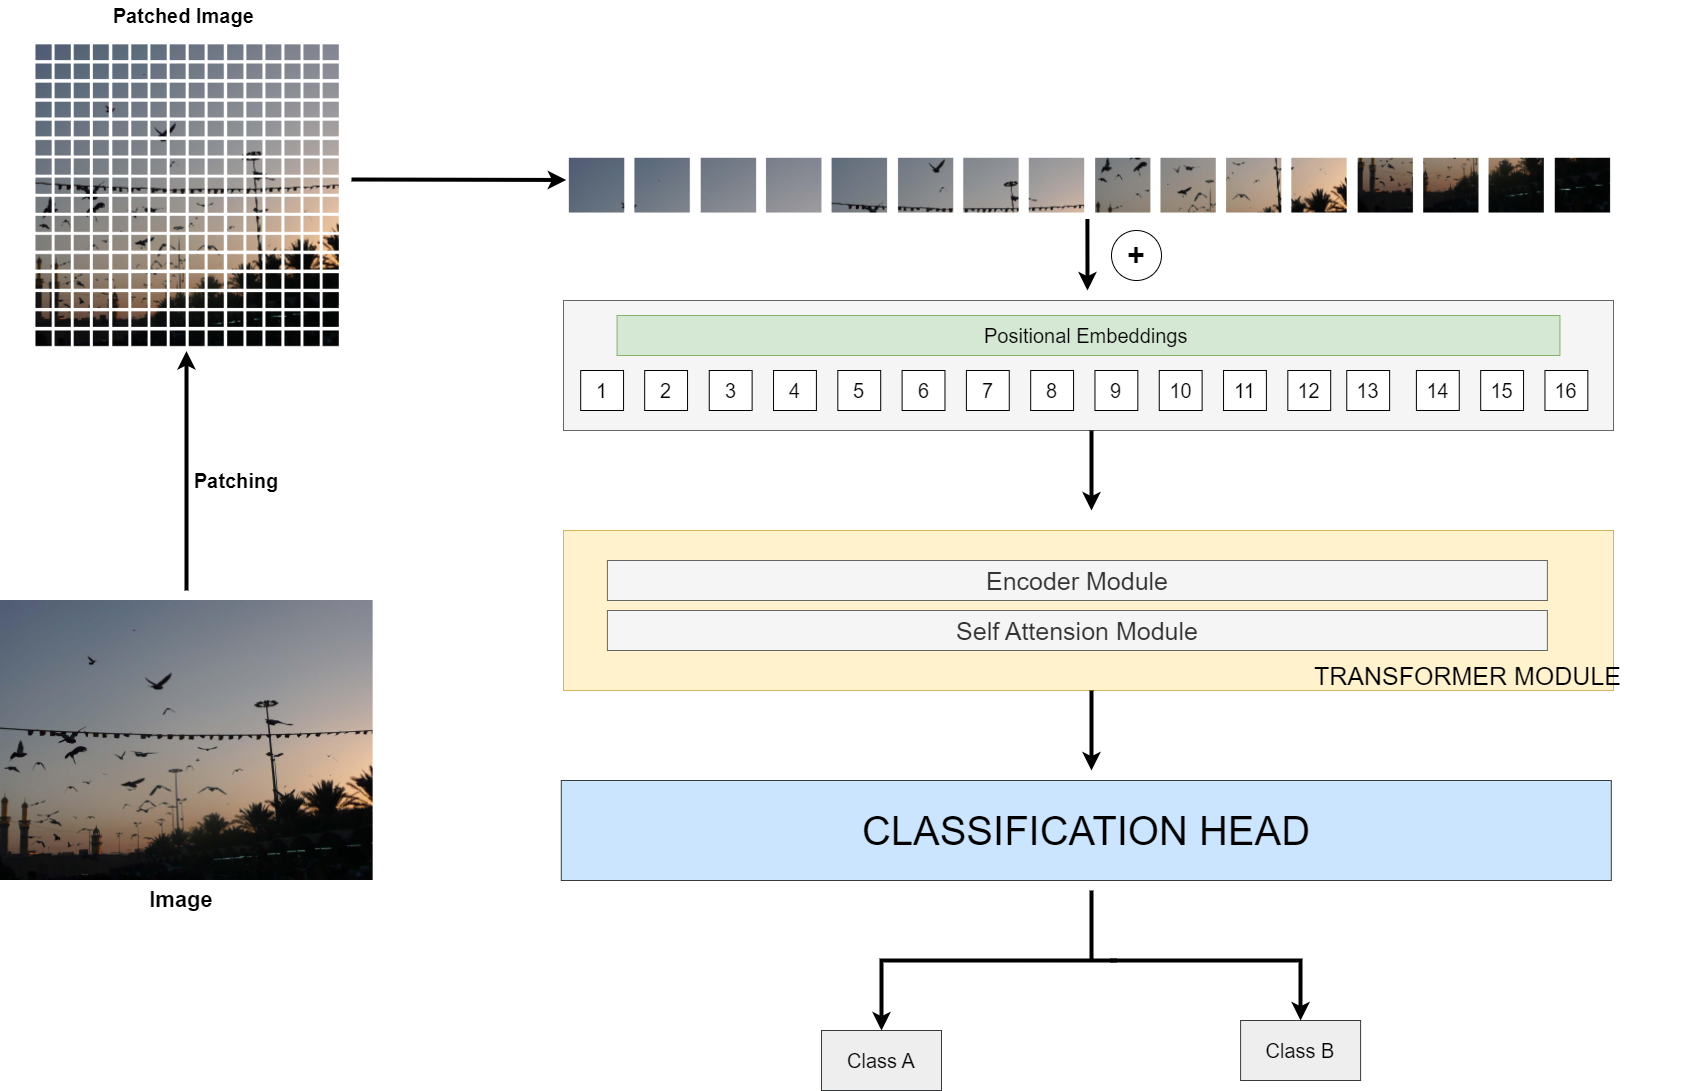 Patched Image
+
Positional Embeddings
1 2 3 4 5 6 7 8 9 10 11 12 13 14 15 16
Patching
Encoder Module
Self Attension Module
TRANSFORMER MODULE
CLASSIFICATION HEAD
Image
Class A
Class B